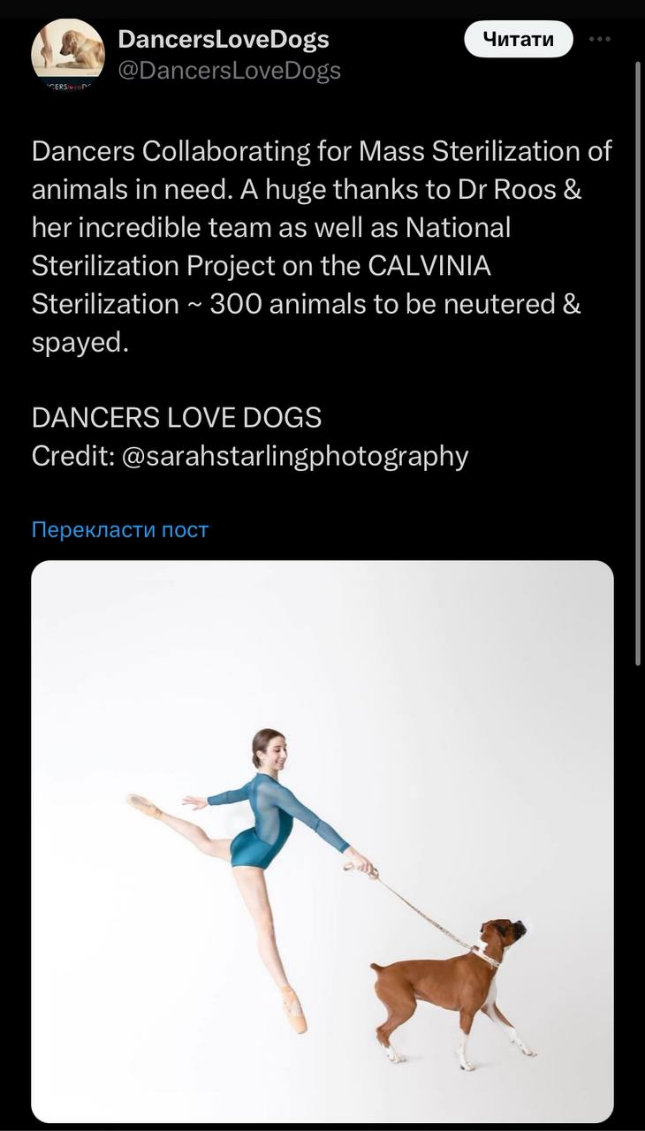 DancersLoveDogs
Читати
@DancersLoveDogs
Dancers Collaborating for Mass Sterilization of
animals in need. A huge thanks to Dr Roos &
her incredible team as well as National
Sterilization Project on the CALVINIA
Sterilization ~ 300 animals to be neutered &
spayed.
DANCERS LOVE DOGS
Credit: @sarahstarlingphotography
Перекласти пост